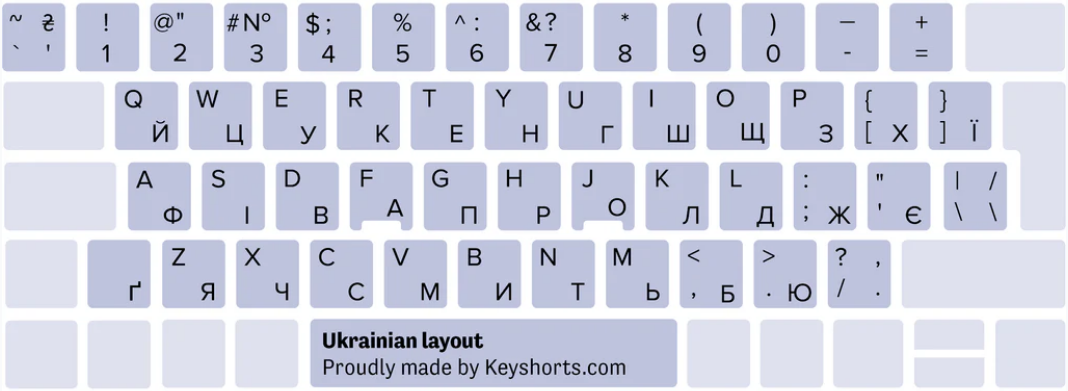 ~ ₴ ! @" #№ $; % ^: &? * ( ) — +
` ' 1 2 3 4 5 6 7 8 9 0 - =
Q W E R T Y U I O P { }
Й Ц У К Е Н Г Ш Щ З [ Х ] Ї
A S D F G H J K L : " | /
Ф І В А П Р О Л Д ; Ж ' Є \ \
Z X C V B N M < > ? ,
ґ Я Ч С М И Т Ь , Б . Ю / .
Ukrainian layout
Proudly made by Keyshorts.com